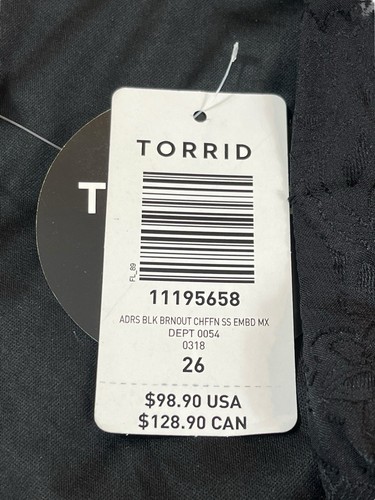 TORRID
T
FL_89
11195658
ADRS BLK BRNOUT CHFFN SS EMBD MX
DEPT 0054
0318
26
$98.90 USA
$128.90 CAN